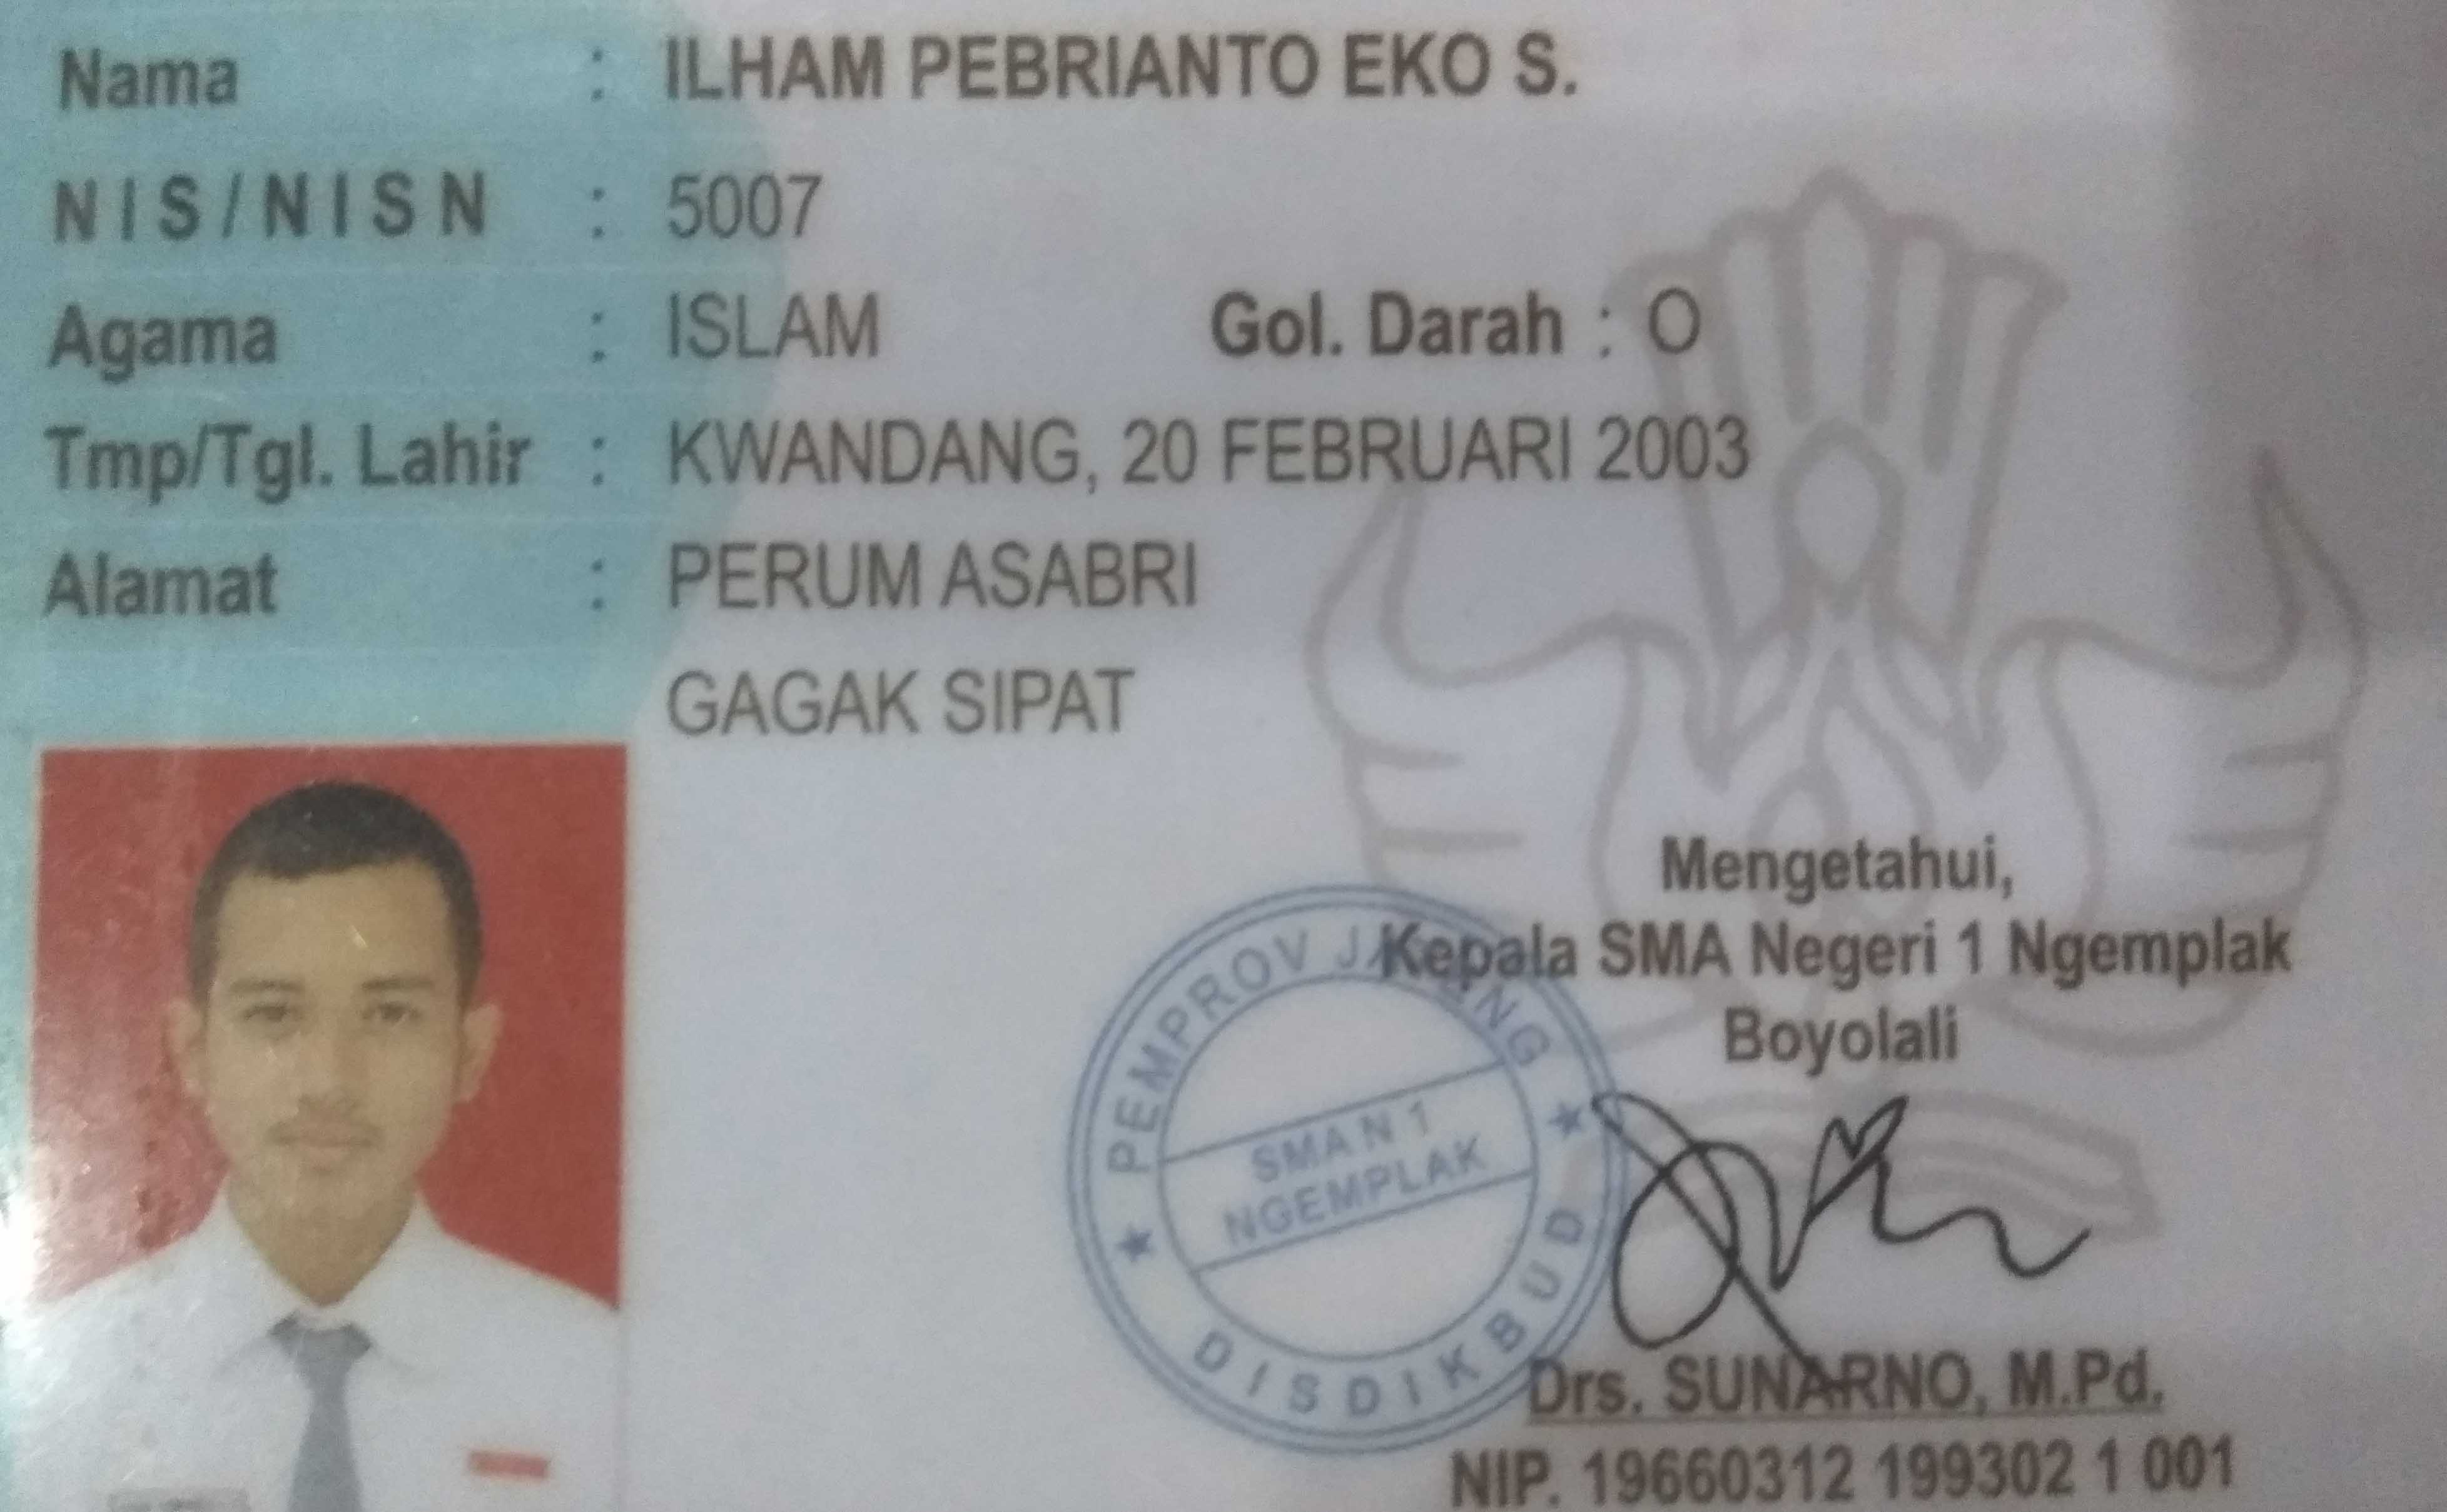 Nama : ILHAM PEBRIANTO EKO S.
NIS/NISN : 5007
Agama : ISLAM Gol. Darah : O
Tmp/Tgl. Lahir : KWANDANG, 20 FEBRUARI 2003
Alamat : PERUM ASABRI
GAGAK SIPAT
Mengetahui,
Kepala SMA Negeri 1 Ngemplak
Boyolali
PEMPROV JATENG
SMA N 1
NGEMPLAK
DISDIKBUD
Drs. SUNARNO, M.Pd.
NIP. 19660312 199302 1 001